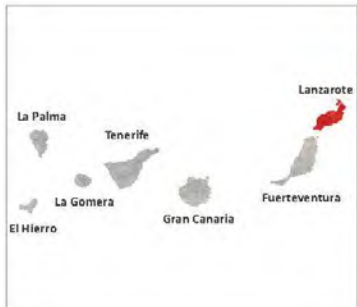 Lanzarote
La Palma
Tenerife
La Gomera
Fuerteventura
Gran Canaria
El Hierro